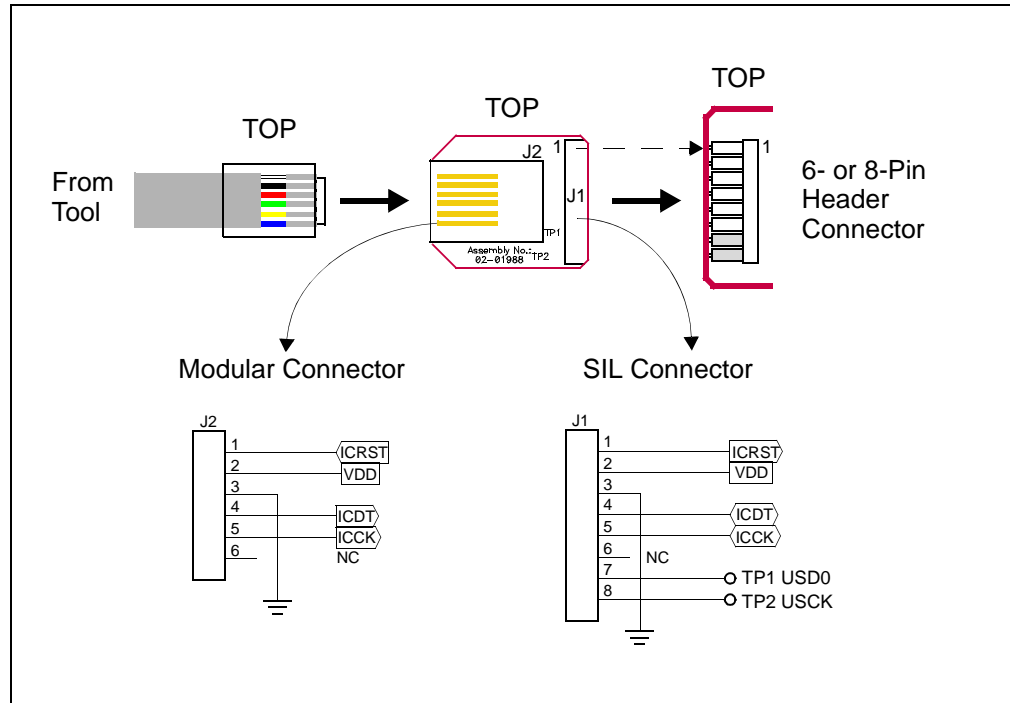 TOP
TOP
TOP
From
Tool
J2
1
J1
TP1
Assembly No.:
02-01988
TP2
1
6- or 8-Pin
Header
Connector
Modular Connector
SIL Connector
J2
1
ICRST
2
VDD
3
4
ICDT
5
ICCK
6
NC
J1
1
ICRST
2
VDD
3
4
ICDT
5
ICCK
6
NC
7
TP1 USD0
8
TP2 USCK